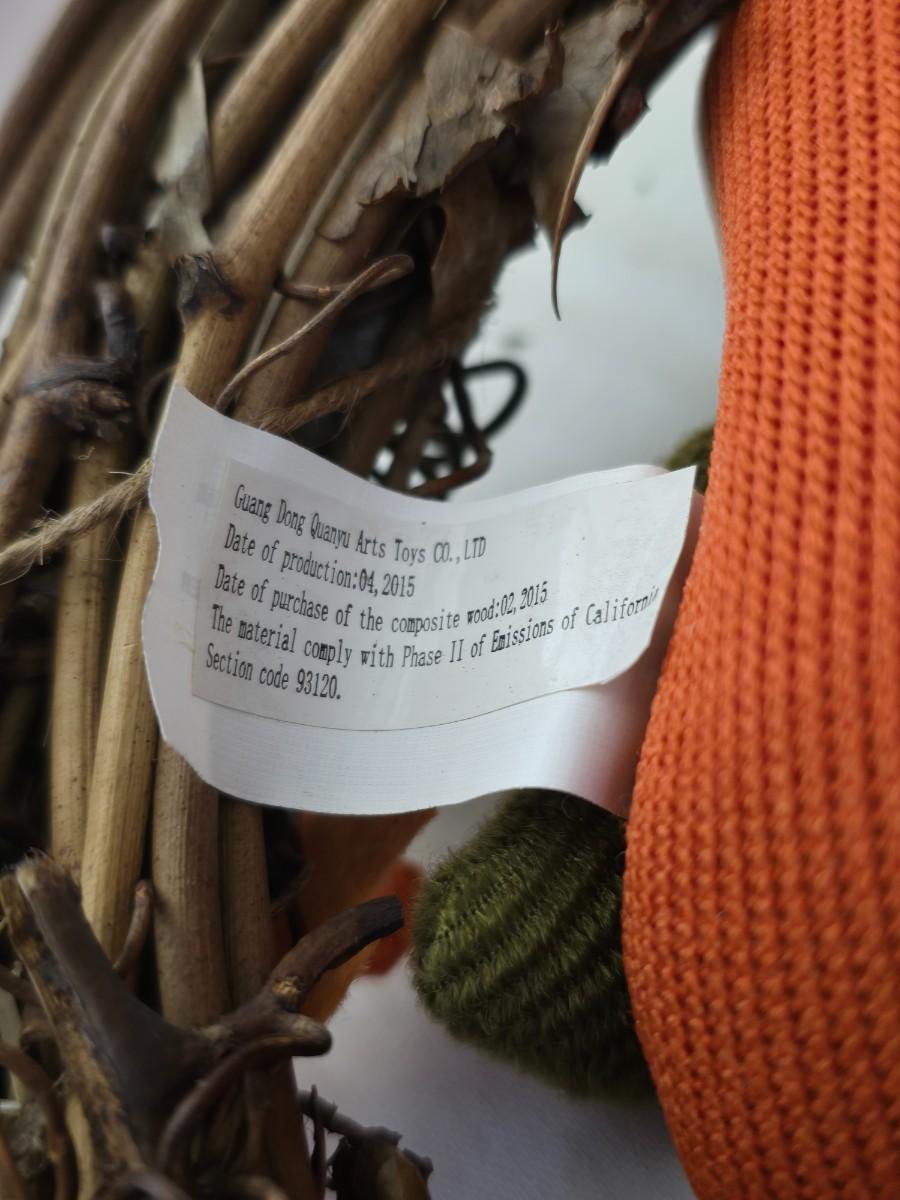 Guang Dong Quanyu Arts Toys CO.,LTD
Date of production:04,2015
Date of purchase of the composite wood:02,2015
The material comply with Phase II of Emissions of California
Section code 93120.